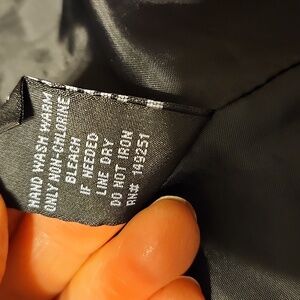 HAND WASH WARM
ONLY NON-CHLORINE
BLEACH
IF NEEDED
LINE DRY
DO NOT IRON
RN# 149251